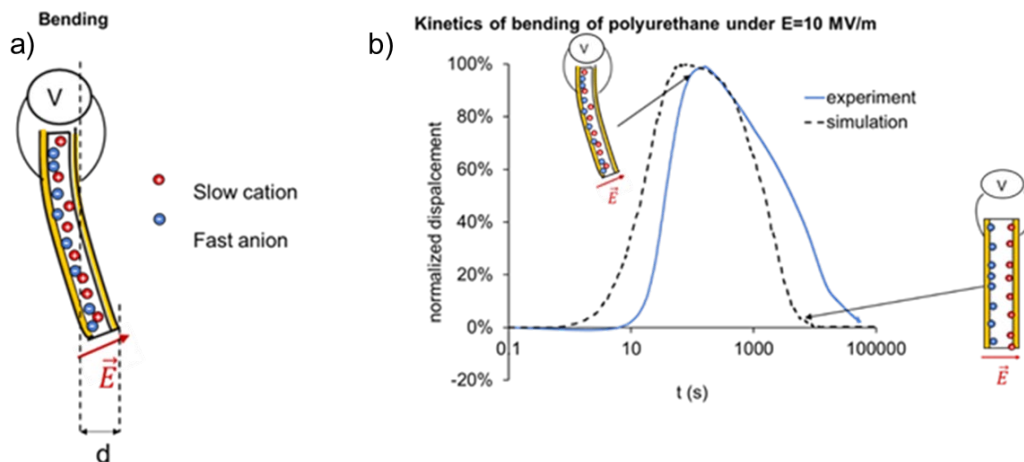 Bending
a)
V
Slow cation
Fast anion
E
d
Kinetics of bending of polyurethane under E=10 MV/m
b)
V
E
experiment
simulation
normalized dispalcement
100%
80%
60%
40%
20%
0%
-20%
0.1
10
1000
100000
t (s)
V
E